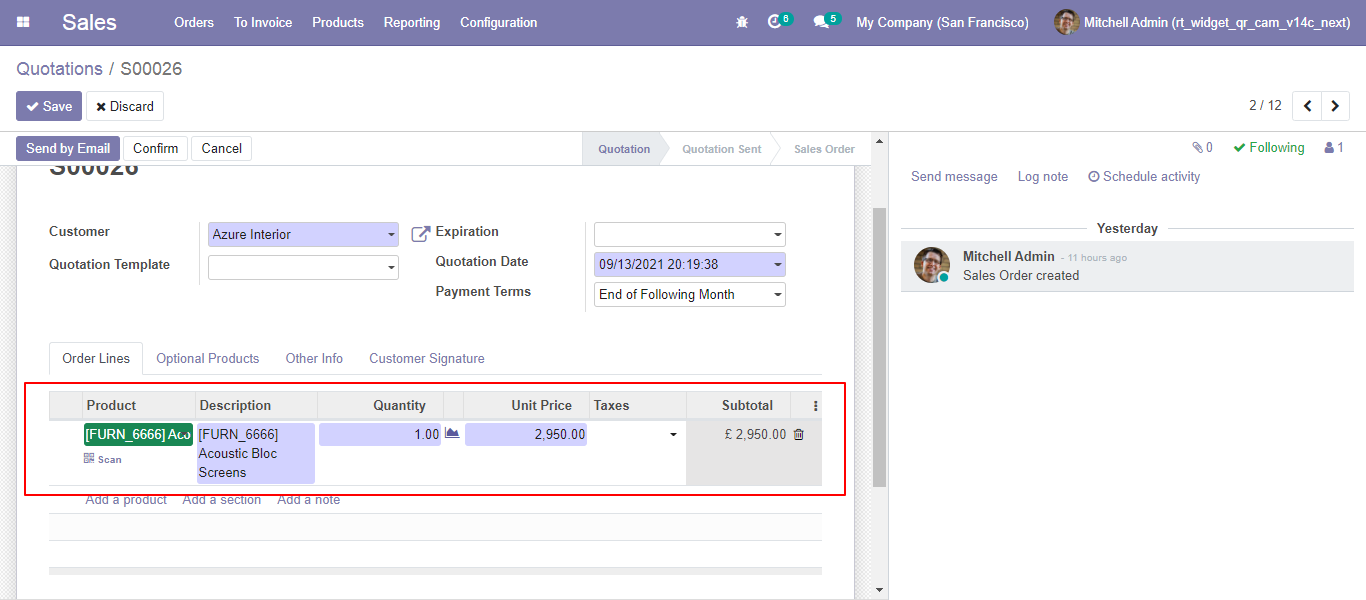 Sales Orders To Invoice Products Reporting Configuration 6 5 My Company (San Francisco) Mitchell Admin (rt_widget_qr_cam_v14c_next)
Quotations / S00026
Save Discard 2 / 12
Send by Email Confirm Cancel Quotation Quotation Sent Sales Order
0 Following 1
Send message Log note Schedule activity
S00026
Customer Azure Interior
Quotation Template
Expiration
Quotation Date 09/13/2021 20:19:38
Payment Terms End of Following Month
Yesterday
Mitchell Admin - 11 hours ago
Sales Order created
Order Lines Optional Products Other Info Customer Signature
Product Description Quantity Unit Price Taxes Subtotal
[FURN_6666] Aco [FURN_6666] 1.00 2,950.00 £ 2,950.00
Acoustic Bloc
Screens
Scan
Add a product Add a section Add a note